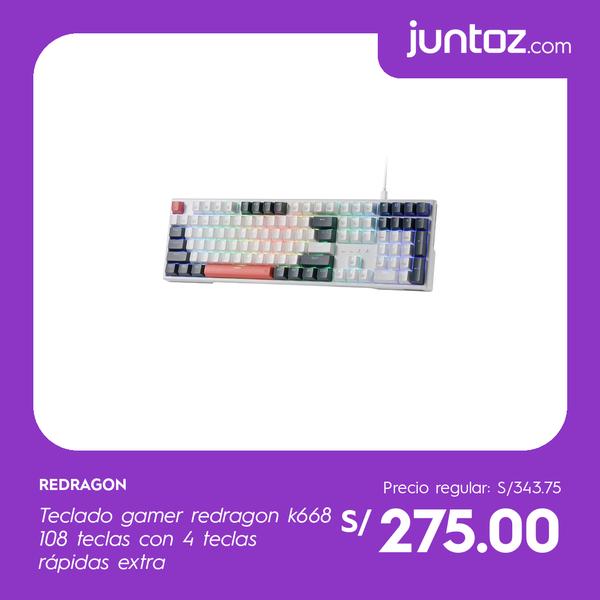 juntoz.com
REDRAGON
Teclado gamer redragon k668
108 teclas con 4 teclas
rápidas extra
Precio regular: S/343.75
S/ 275.00